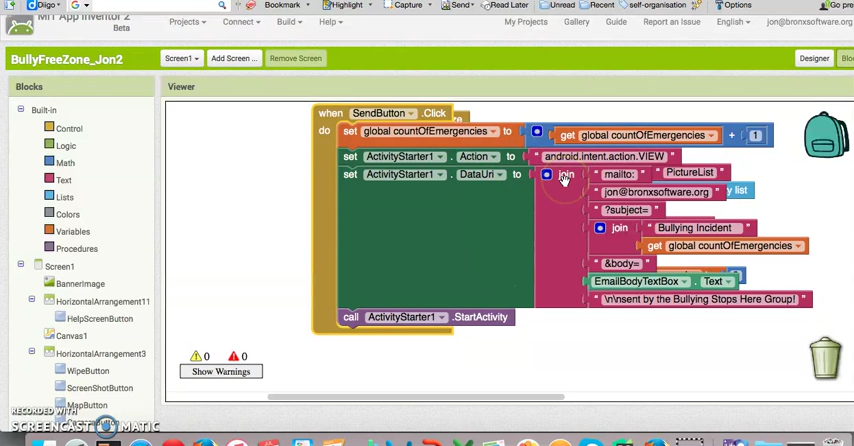 Diigo
Bookmark
Highlight
Capture
Send
Read Later
Unread
Recent
self-organisation
Options
Go pre
MIT App Inventor 2
Beta
Projects
Connect
Build
Help
My Projects
Gallery
Guide
Report an Issue
English
jon@bronxsoftware.org
BullyFreeZone_Jon2
Screen1
Add Screen ...
Remove Screen
Designer
Blocks
Viewer
Built-in
Control
Logic
Math
Text
Lists
Colors
Variables
Procedures
Screen1
BannerImage
HorizontalArrangement11
HelpScreenButton
Canvas1
HorizontalArrangement3
WipeButton
ScreenShotButton
MapButton
when SendButton .Click
do set global countOfEmergencies to get global countOfEmergencies + 1
set ActivityStarter1 . Action to " android.intent.action.VIEW "
set ActivityStarter1 . DataUri to join " mailto: " PictureList
" jon@bronxsoftware.org " y list
" ?subject= "
join " Bullying Incident "
get global countOfEmergencies
" &body= "
EmailBodyTextBox . Text
" \n\nsent by the Bullying Stops Here Group! "
call ActivityStarter1 .StartActivity
0 0
Show Warnings
RECORDED WITH
SCREENCAST MATIC